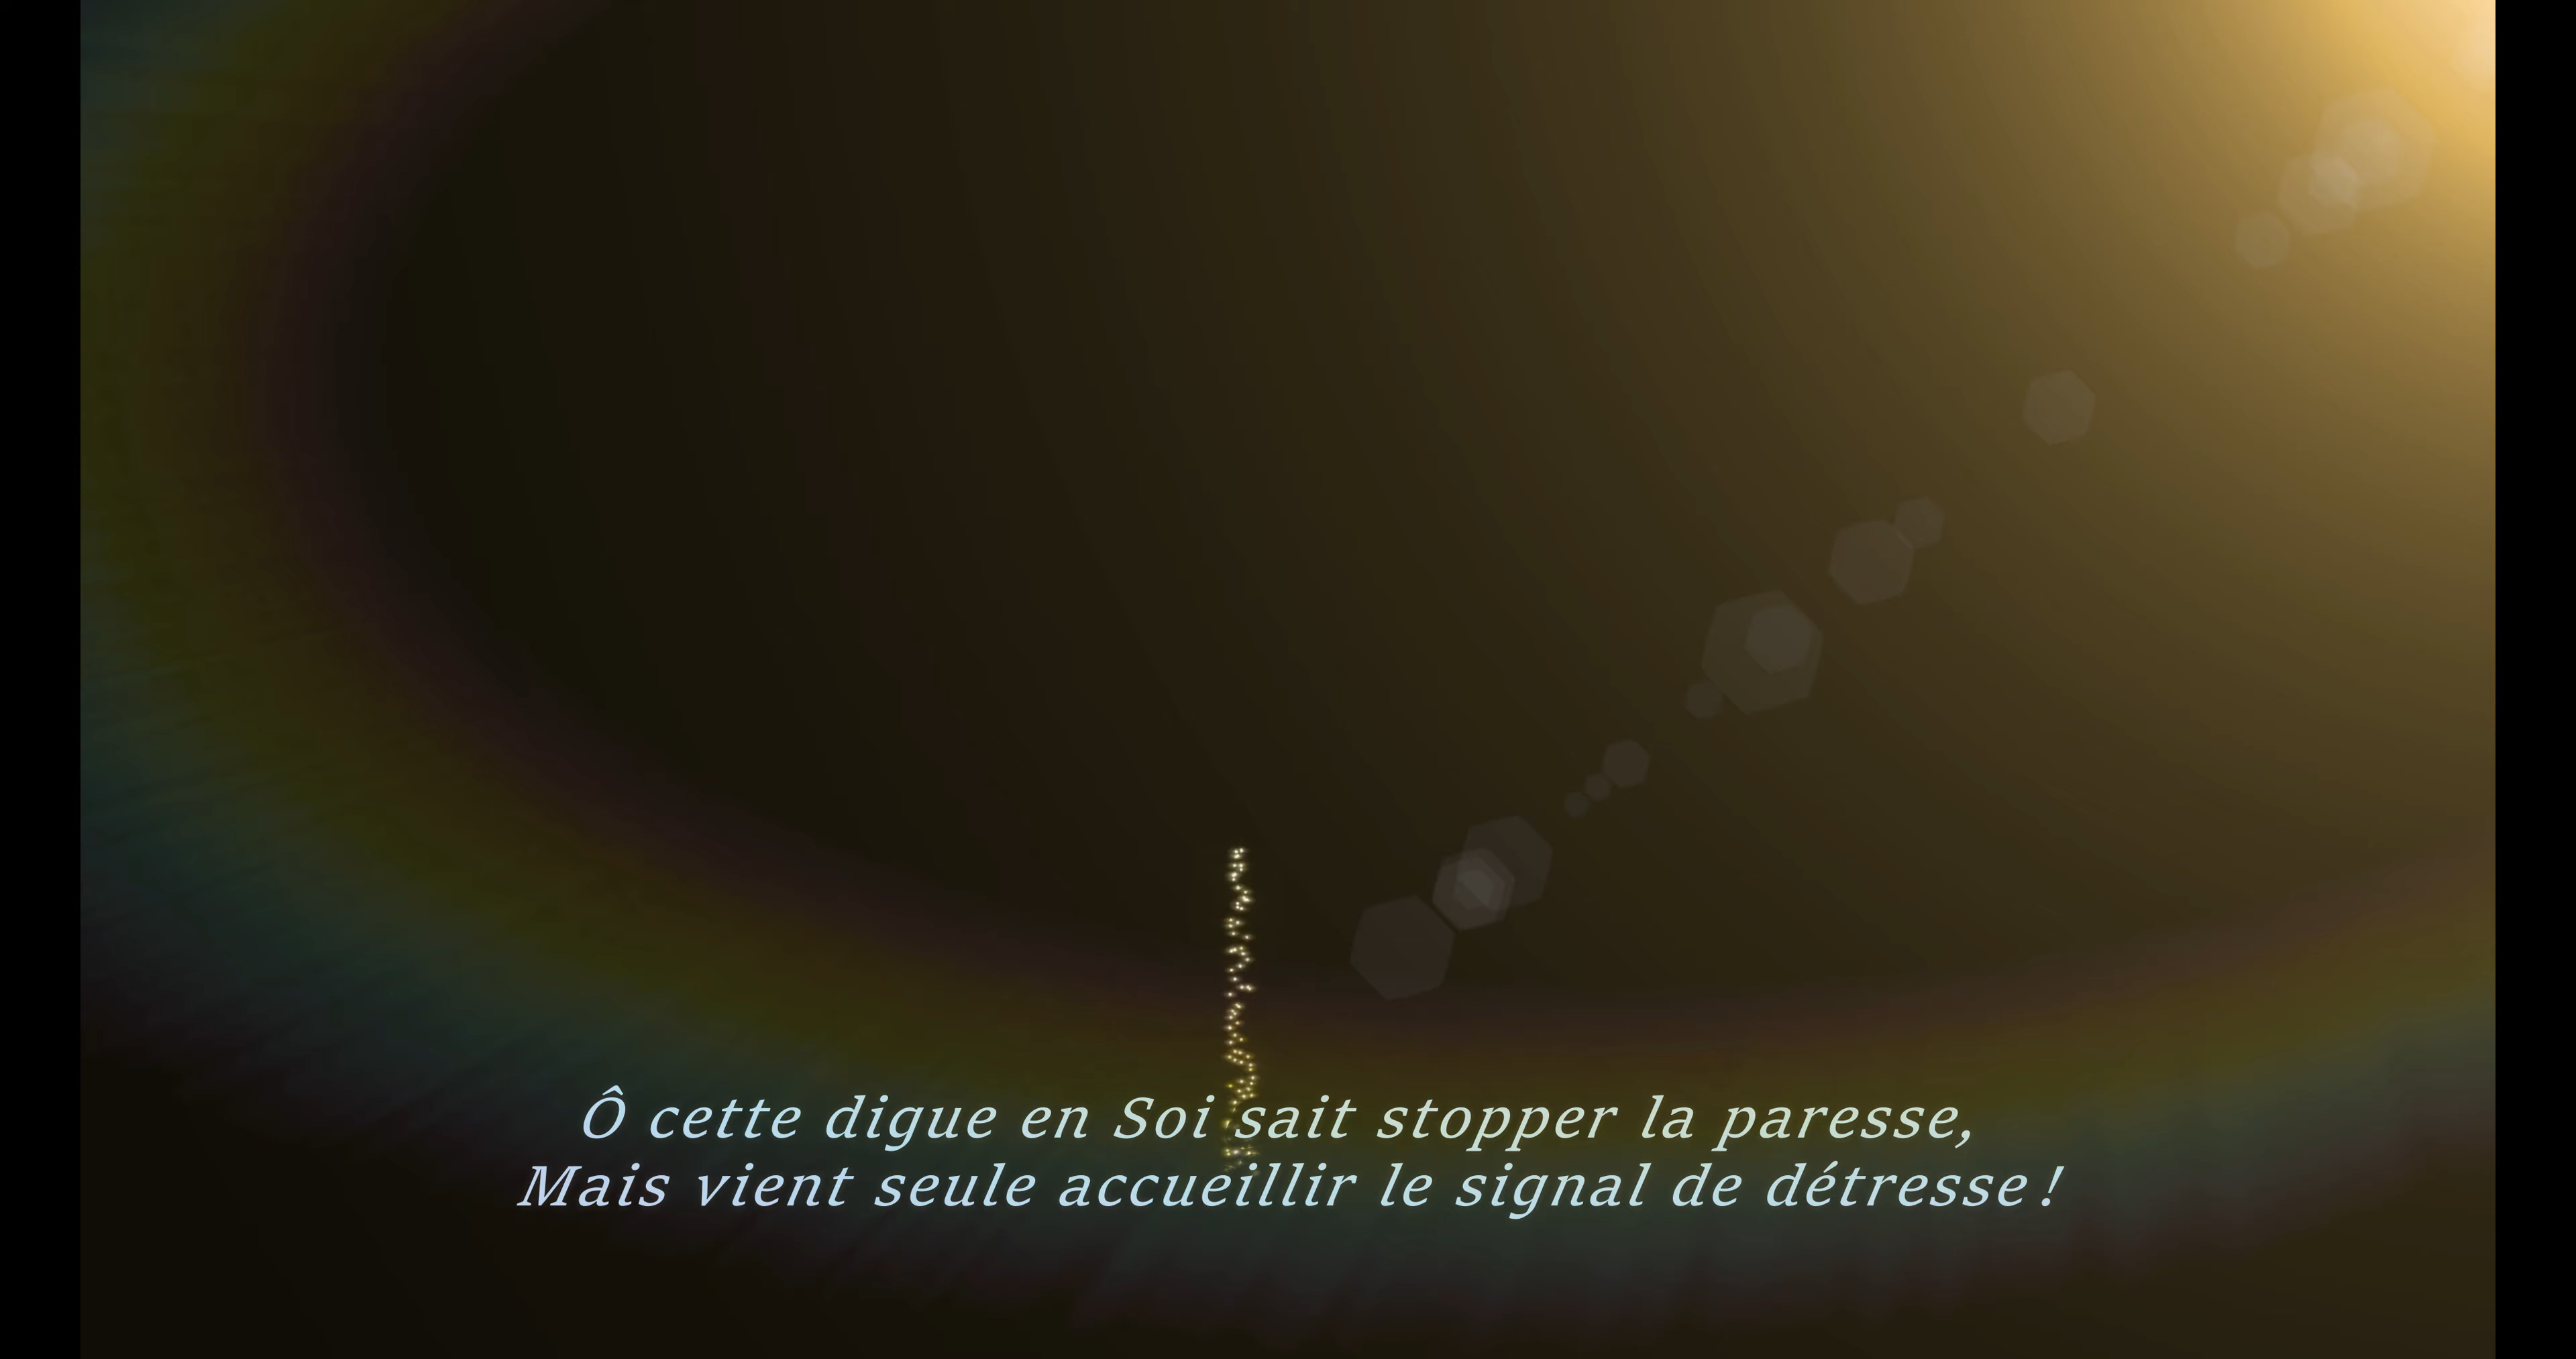 Ô cette digue en Soi sait stopper la paresse,
Mais vient seule accueillir le signal de détresse !